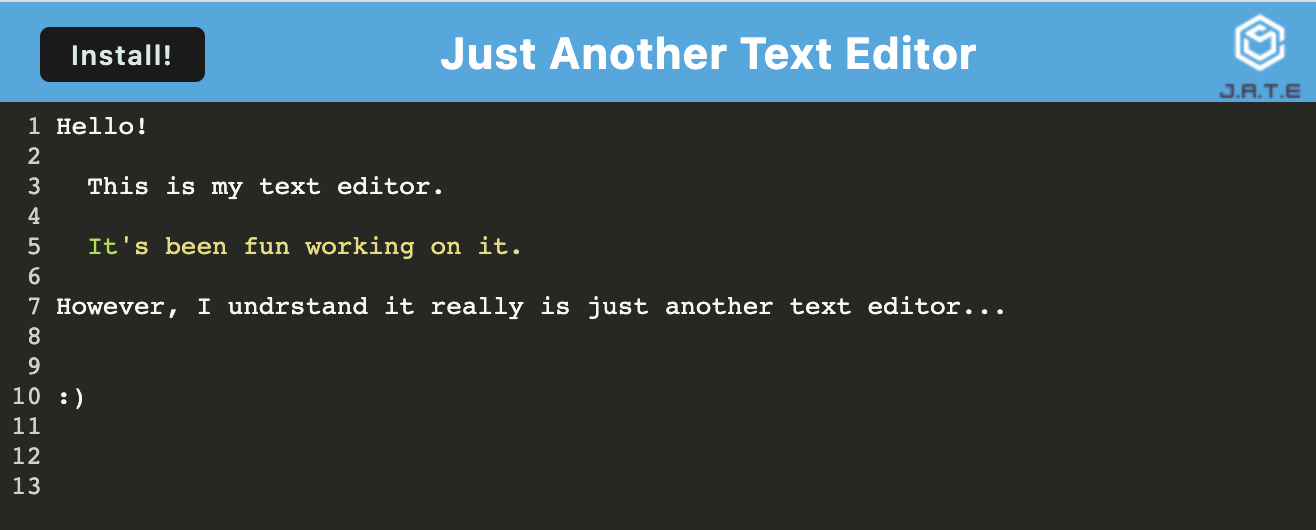 Install!
Just Another Text Editor
J.A.T.E
1 Hello!
2
3 This is my text editor.
4
5 It's been fun working on it.
6
7 However, I undrstand it really is just another text editor...
8
9
10 :)
11
12
13